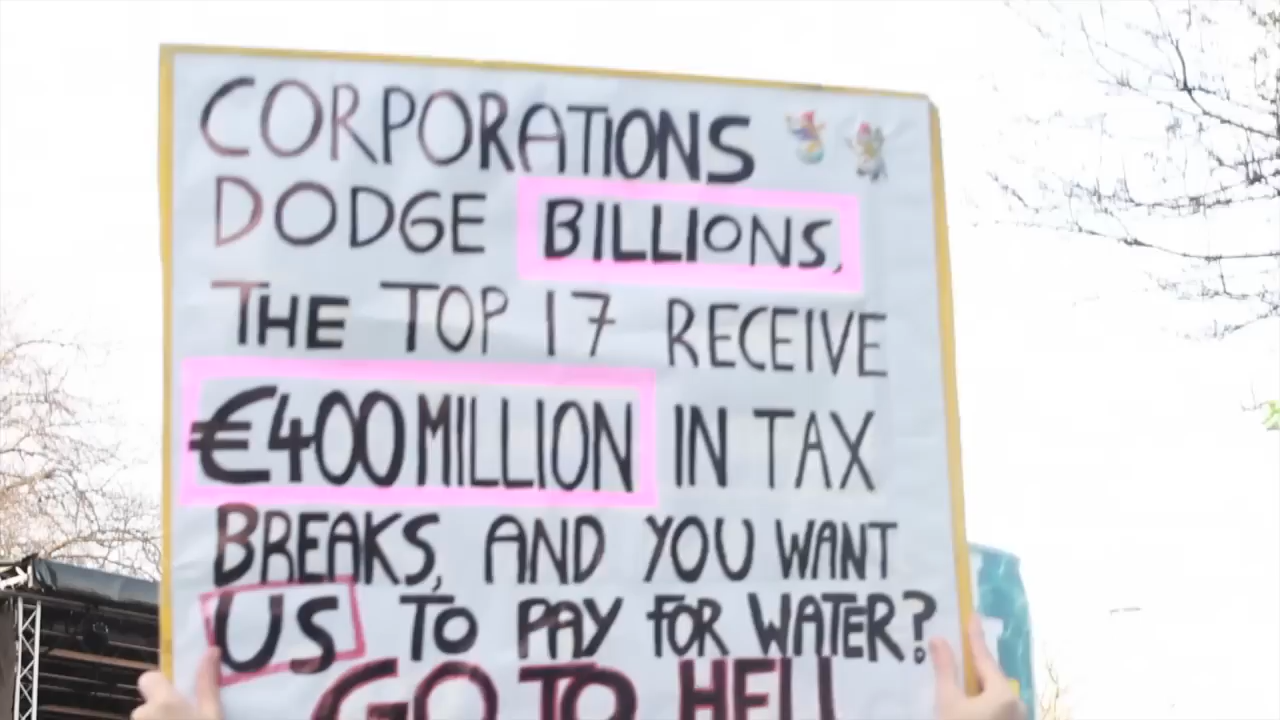 CORPORATIONS
DODGE BILLIONS,
THE TOP 17 RECEIVE
€400 MILLION IN TAX
BREAKS, AND YOU WANT
US TO PAY FOR WATER?
GO TO HELL